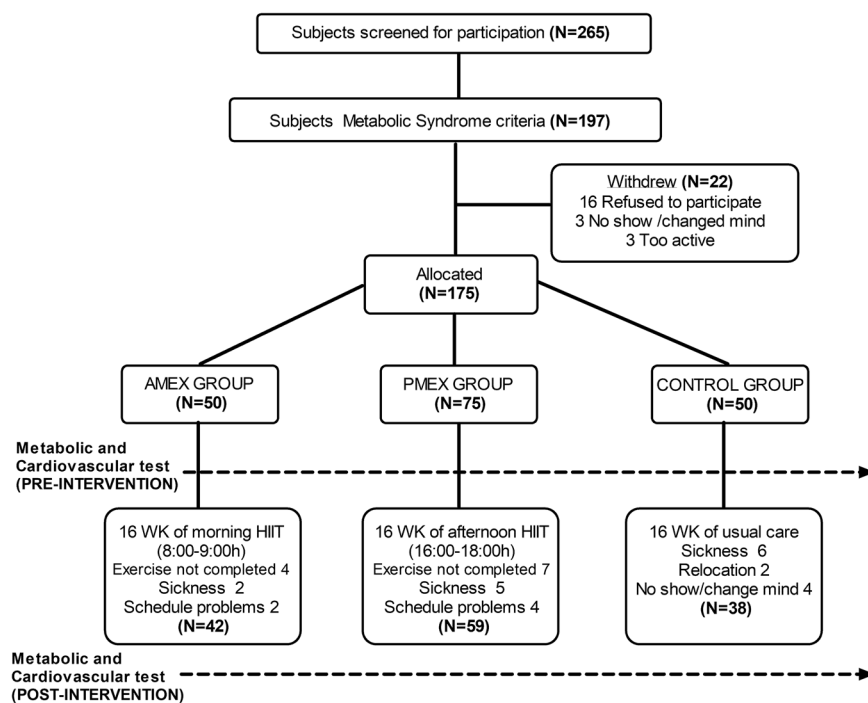 Subjects screened for participation (N=265)
Subjects Metabolic Syndrome criteria (N=197)
Withdrew (N=22)
16 Refused to participate
3 No show /changed mind
3 Too active
Allocated
(N=175)
AMEX GROUP
(N=50)
PMEX GROUP
(N=75)
CONTROL GROUP
(N=50)
Metabolic and
Cardiovascular test
(PRE-INTERVENTION)
16 WK of morning HIIT
(8:00-9:00h)
Exercise not completed 4
Sickness 2
Schedule problems 2
(N=42)
16 WK of afternoon HIIT
(16:00-18:00h)
Exercise not completed 7
Sickness 5
Schedule problems 4
(N=59)
16 WK of usual care
Sickness 6
Relocation 2
No show/change mind 4
(N=38)
Metabolic and
Cardiovascular test
(POST-INTERVENTION)